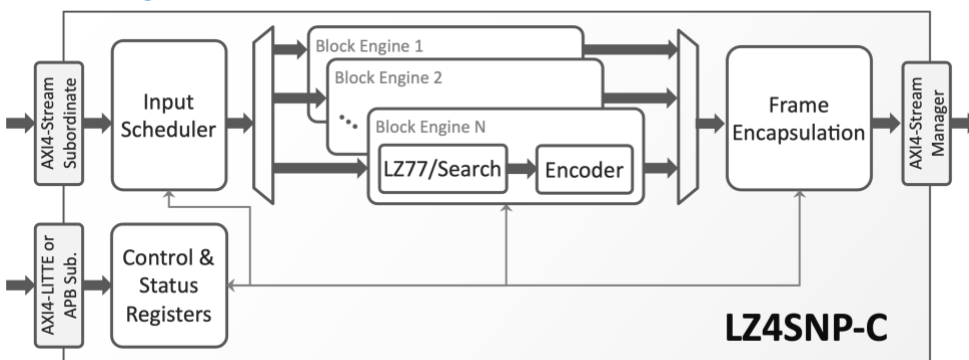 AXI4-Stream
Subordinate
Input
Scheduler
Block Engine 1
Block Engine 2
...
Block Engine N
LZ77/Search
Encoder
Frame
Encapsulation
AXI4-Stream
Manager
AXI4-LITTE or
APB Sub.
Control &
Status
Registers
LZ4SNP-C